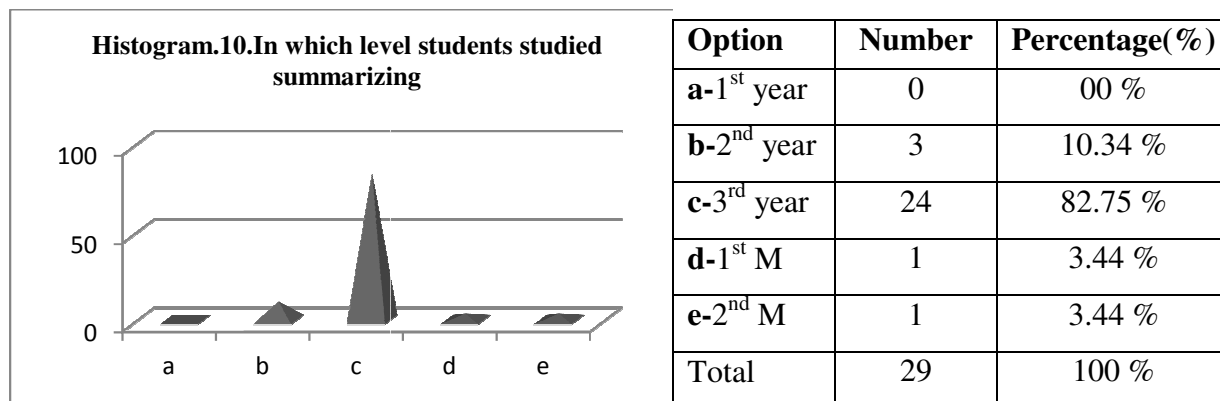 Histogram.10.In which level students studied
summarizing
100
50
0
a b c d e
Option Number Percentage(%)
a-1st year 0 00 %
b-2nd year 3 10.34 %
c-3rd year 24 82.75 %
d-1st M 1 3.44 %
e-2nd M 1 3.44 %
Total 29 100 %